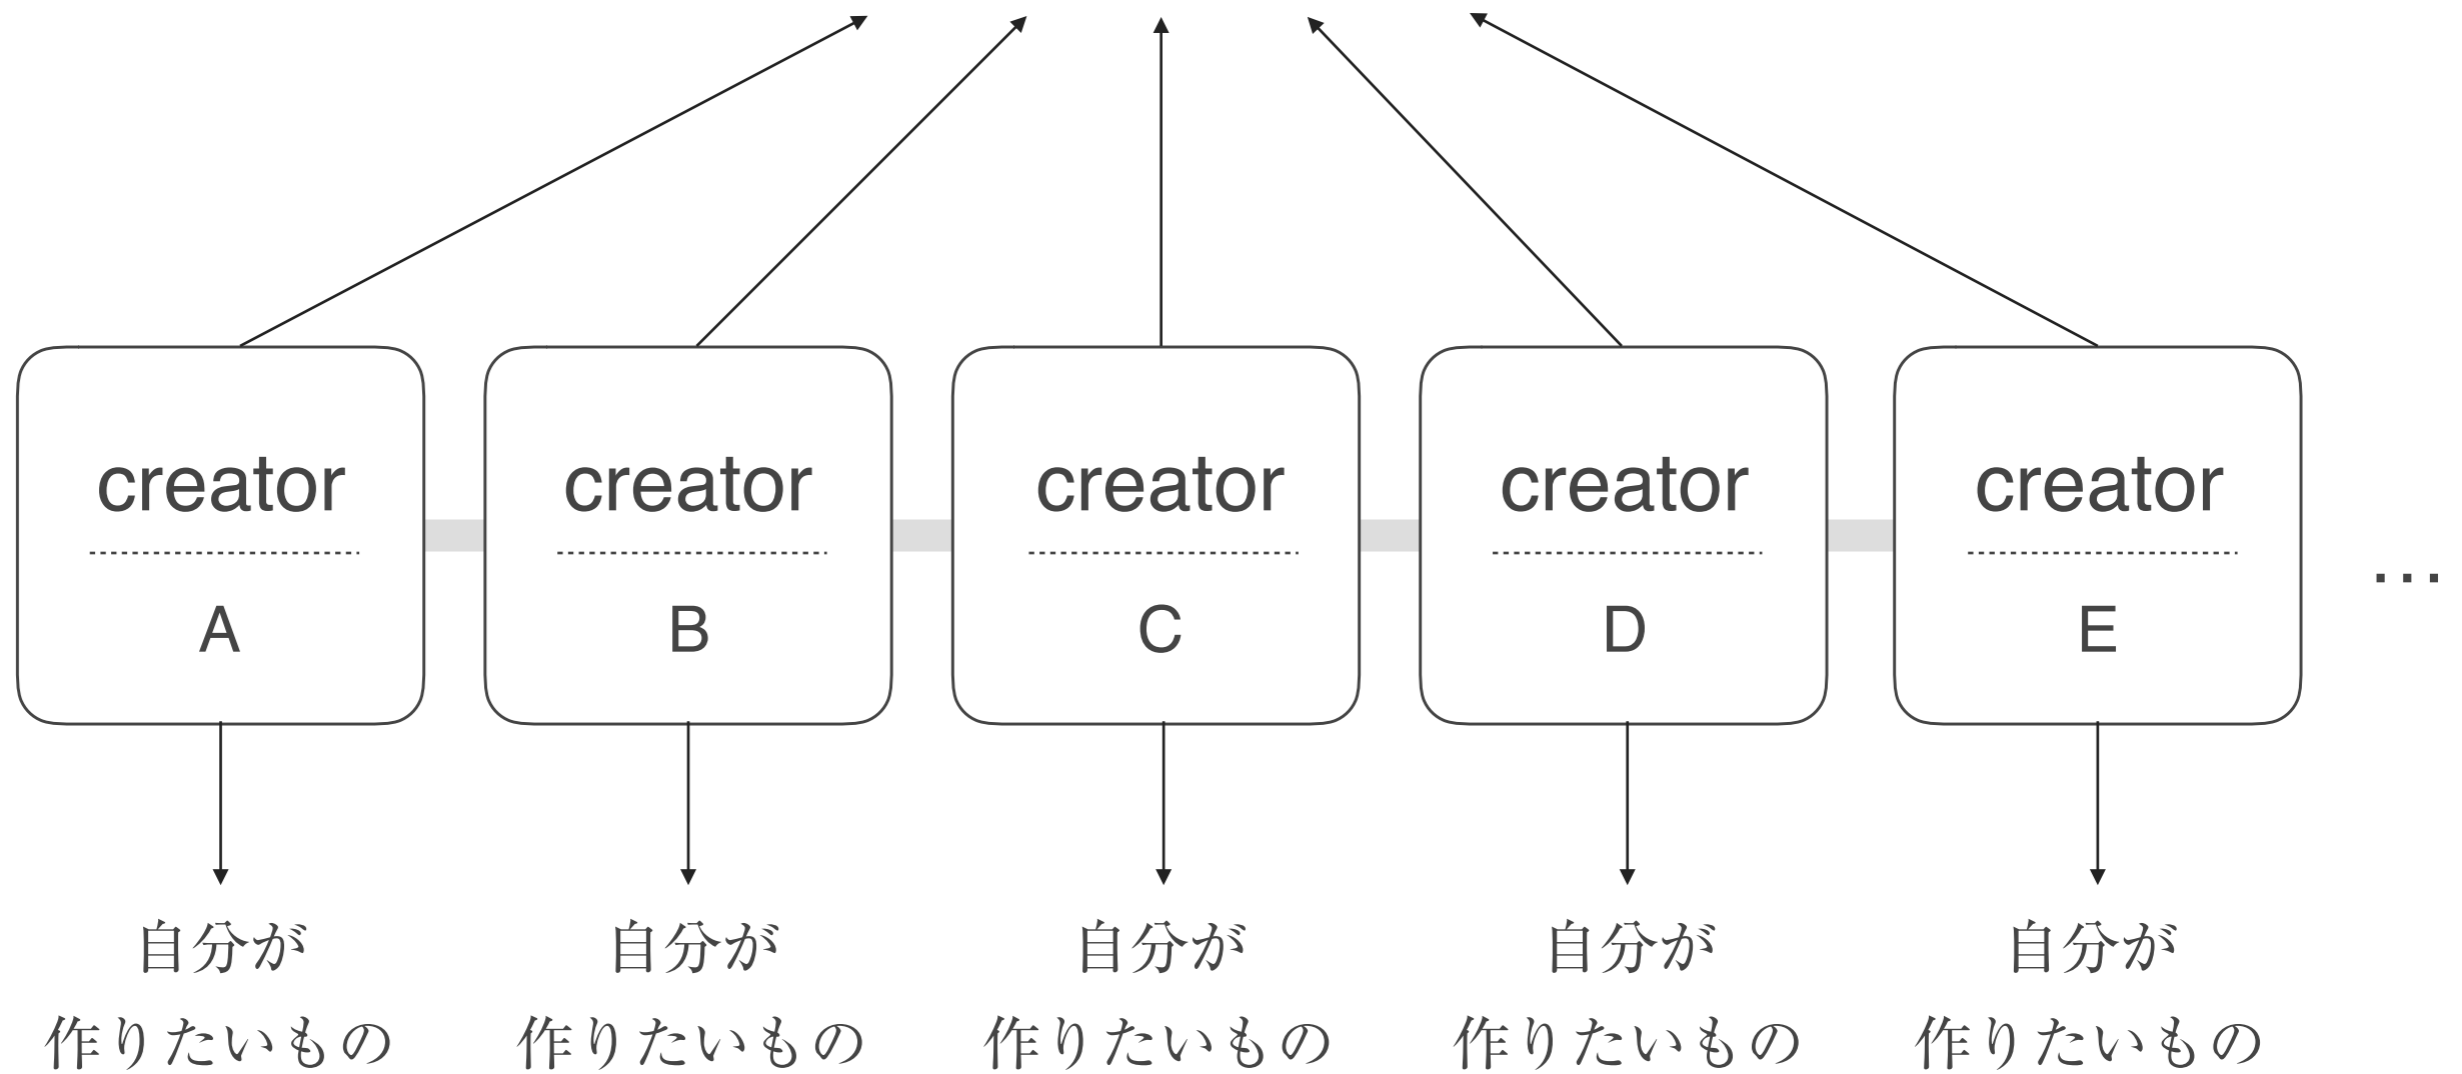 creator
A
creator
B
creator
C
creator
D
creator
E
…
自分が
作りたいもの
自分が
作りたいもの
自分が
作りたいもの
自分が
作りたいもの
自分が
作りたいもの